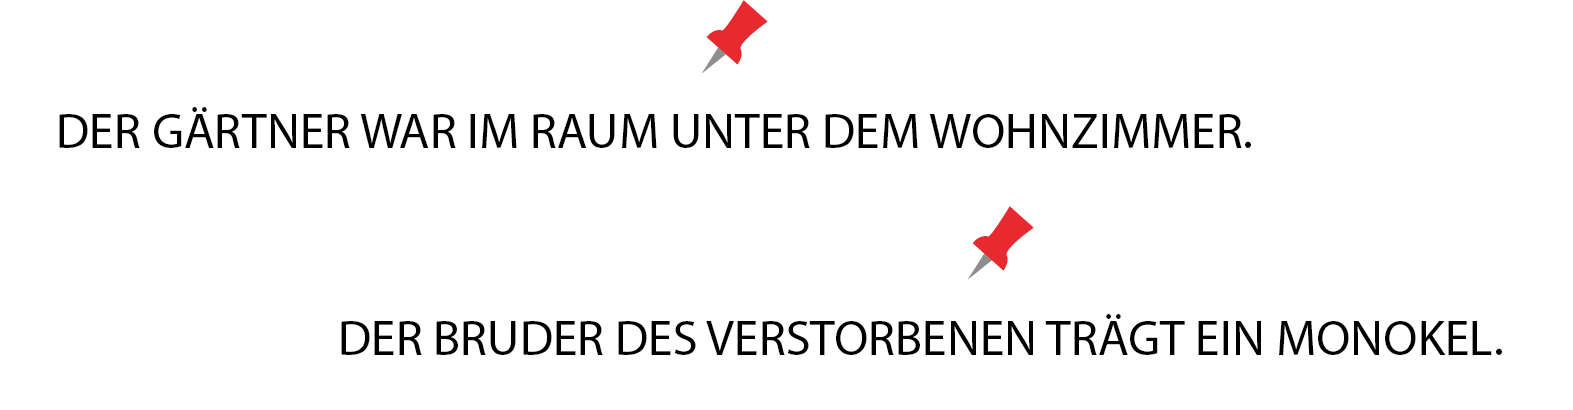 DER GÄRTNER WAR IM RAUM UNTER DEM WOHNZIMMER.
DER BRUDER DES VERSTORBENEN TRÄGT EIN MONOKEL.